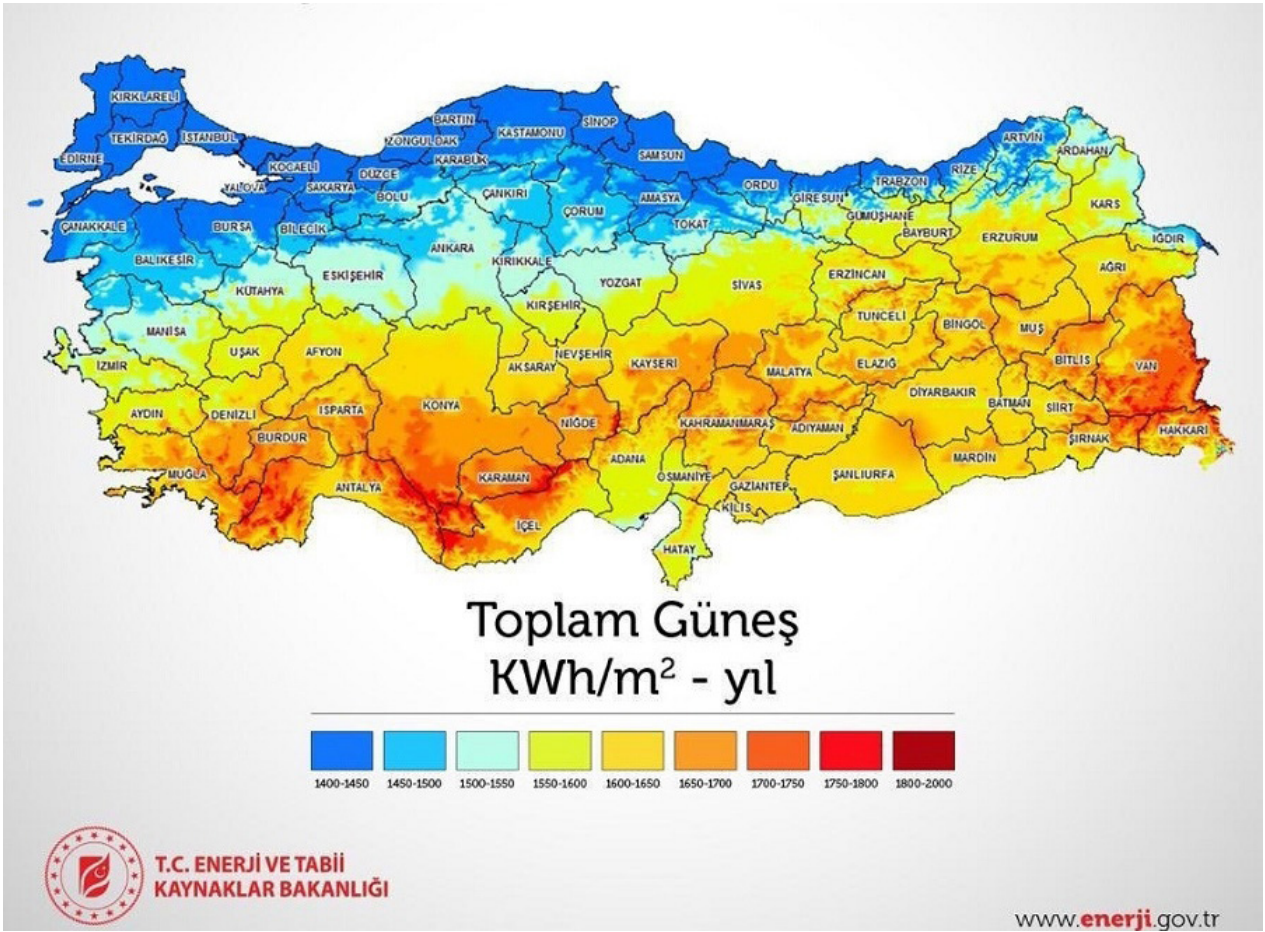 KIRKLARELİ
TEKİRDAĞ
İSTANBUL
EDİRNE
KOCAELİ
YALOVA
SAKARYA
DÜZCE
BOLU
ZONGULDAK
BARTIN
KARABÜK
KASTAMONU
SİNOP
SAMSUN
ÇANKIRI
ÇORUM
AMASYA
TOKAT
ORDU
GİRESUN
TRABZON
RİZE
ARTVİN
ARDAHAN
GÜMÜŞHANE
BAYBURT
ERZURUM
KARS
IĞDIR
AĞRI
ÇANAKKALE
BALIKESİR
BURSA
BİLECİK
KÜTAHYA
ESKİŞEHİR
ANKARA
KIRIKKALE
KIRŞEHİR
YOZGAT
SİVAS
ERZİNCAN
TUNCELİ
BİNGÖL
MUŞ
BİTLİS
VAN
MANİSA
İZMİR
UŞAK
AFYON
AKSARAY
NEVŞEHİR
KAYSERİ
MALATYA
ELAZIĞ
DİYARBAKIR
BATMAN
SİİRT
ŞIRNAK
HAKKARİ
AYDIN
DENİZLİ
ISPARTA
BURDUR
KONYA
NİĞDE
KAHRAMANMARAŞ
ADIYAMAN
MUĞLA
ANTALYA
KARAMAN
İÇEL
ADANA
OSMANİYE
GAZİANTEP
KİLİS
ŞANLIURFA
MARDİN
HATAY
Toplam Güneş
KWh/m² - yıl
1400-1450 1450-1500 1500-1550 1550-1600 1600-1650 1650-1700 1700-1750 1750-1800 1800-2000
T.C. ENERJİ VE TABİİ
KAYNAKLAR BAKANLIĞI
www.enerji.gov.tr